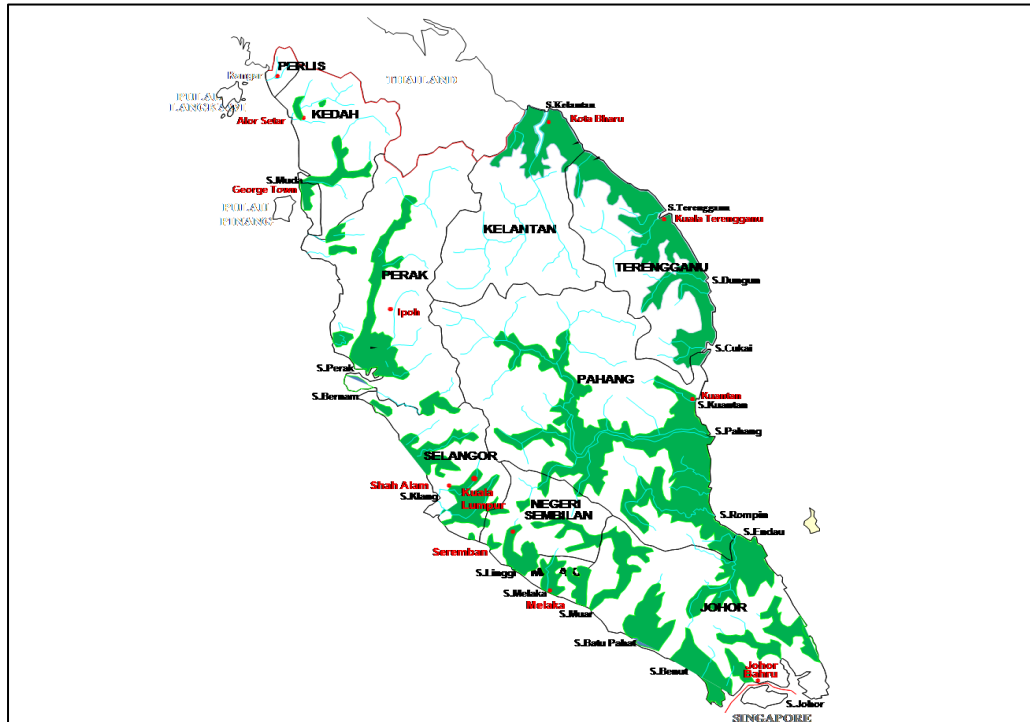 PERLIS
Kangar
THAILAND
PULAU
LANGKAWI
KEDAH
Alor Setar
S.Kelantan
Kota Bharu
S.Muda
George Town
PULAU
PINANG
S.Terengganu
Kuala Terengganu
KELANTAN
TERENGGANU
PERAK
S.Dungun
Ipoh
S.Cukai
S.Perak
PAHANG
S.Bernam
Kuantan
S.Kuantan
S.Pahang
SELANGOR
Shah Alam
S.Klang
Kuala
Lumpur
NEGERI
SEMBILAN
S.Rompin
S.Endau
Seremban
S.Linggi
S.Melaka
Melaka
S.Muar
JOHOR
S.Batu Pahat
S.Benut
Johor
Bahru
S.Johor
SINGAPORE